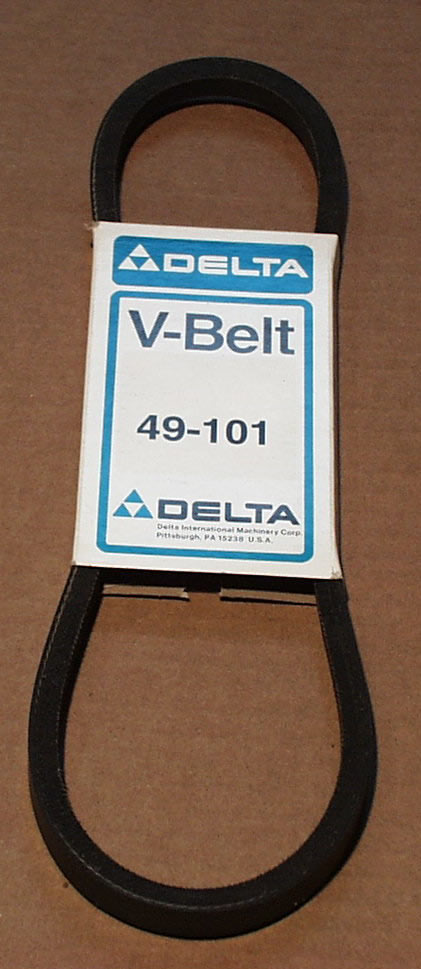 DELTA
V-Belt
49-101
DELTA
Delta International Machinery Corp.
Pittsburgh, PA 15238 U.S.A.